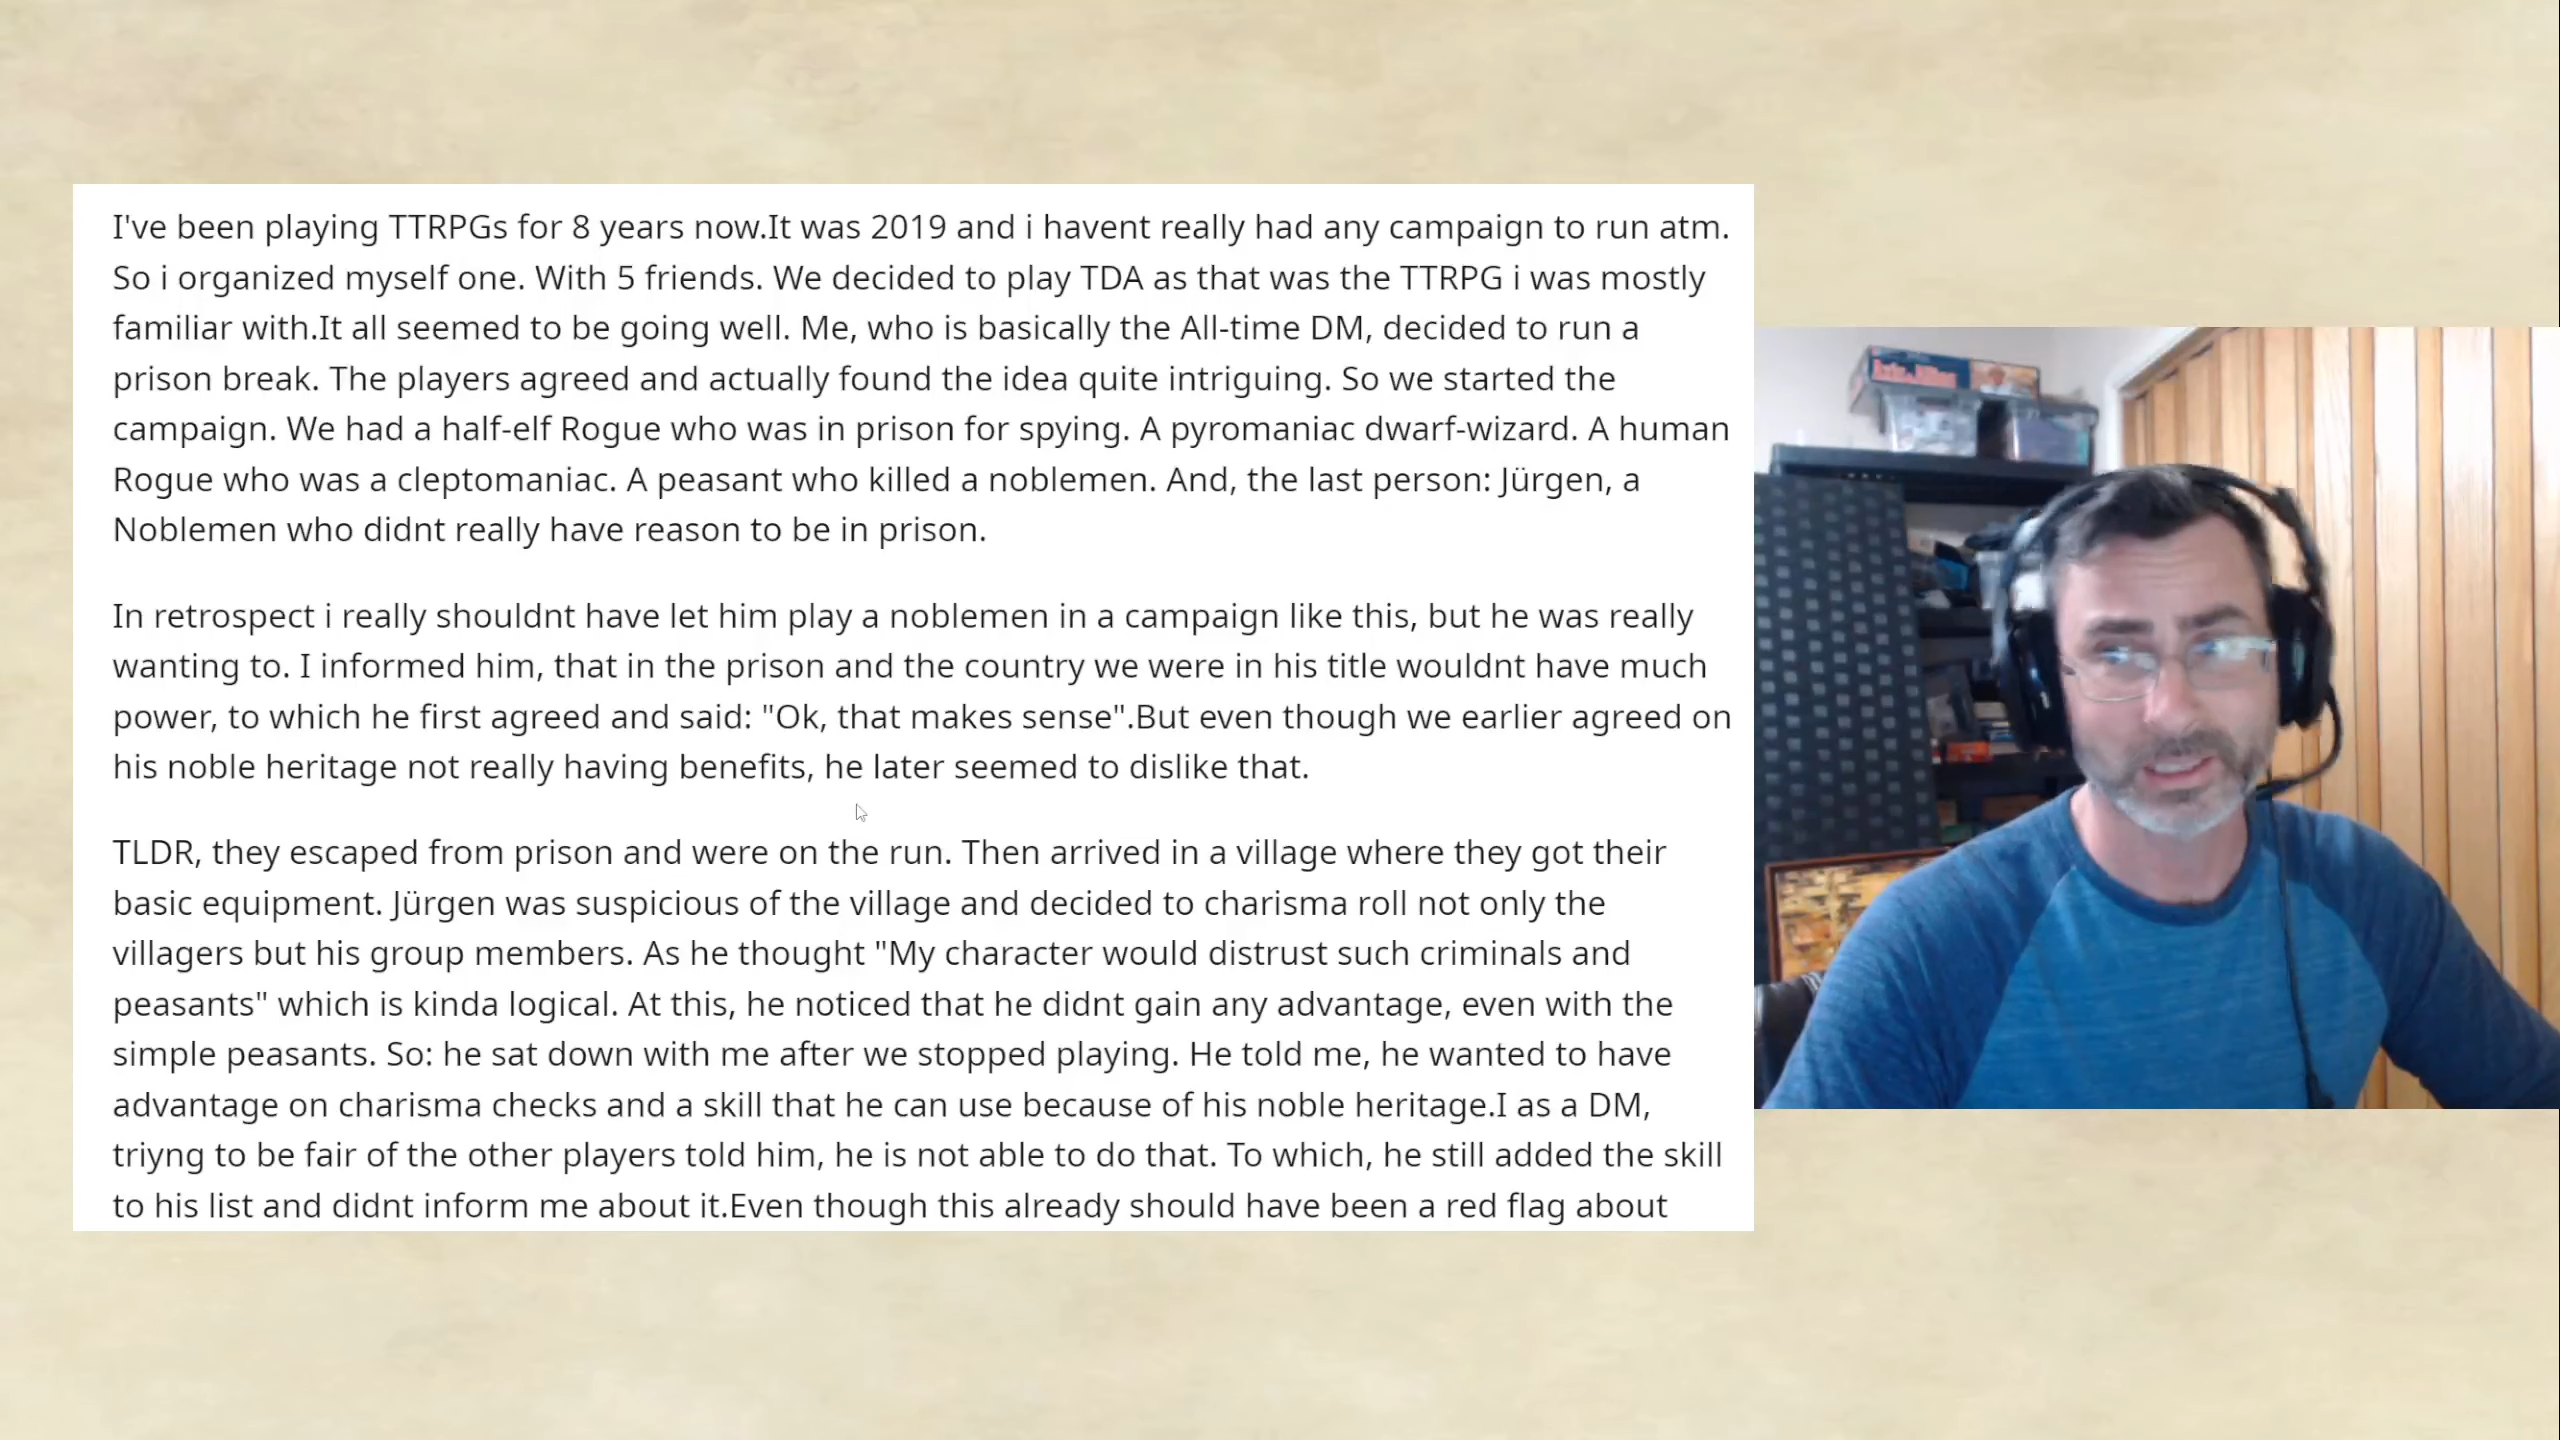 I've been playing TTRPGs for 8 years now.It was 2019 and i havent really had any campaign to run atm.
So i organized myself one. With 5 friends. We decided to play TDA as that was the TTRPG i was mostly
familiar with.It all seemed to be going well. Me, who is basically the All-time DM, decided to run a
prison break. The players agreed and actually found the idea quite intriguing. So we started the
campaign. We had a half-elf Rogue who was in prison for spying. A pyromaniac dwarf-wizard. A human
Rogue who was a cleptomaniac. A peasant who killed a noblemen. And, the last person: Jürgen, a
Noblemen who didnt really have reason to be in prison.
In retrospect i really shouldnt have let him play a noblemen in a campaign like this, but he was really
wanting to. I informed him, that in the prison and the country we were in his title wouldnt have much
power, to which he first agreed and said: "Ok, that makes sense".But even though we earlier agreed on
his noble heritage not really having benefits, he later seemed to dislike that.
TLDR, they escaped from prison and were on the run. Then arrived in a village where they got their
basic equipment. Jürgen was suspicious of the village and decided to charisma roll not only the
villagers but his group members. As he thought "My character would distrust such criminals and
peasants" which is kinda logical. At this, he noticed that he didnt gain any advantage, even with the
simple peasants. So: he sat down with me after we stopped playing. He told me, he wanted to have
advantage on charisma checks and a skill that he can use because of his noble heritage.I as a DM,
triyng to be fair of the other players told him, he is not able to do that. To which, he still added the skill
to his list and didnt inform me about it.Even though this already should have been a red flag about